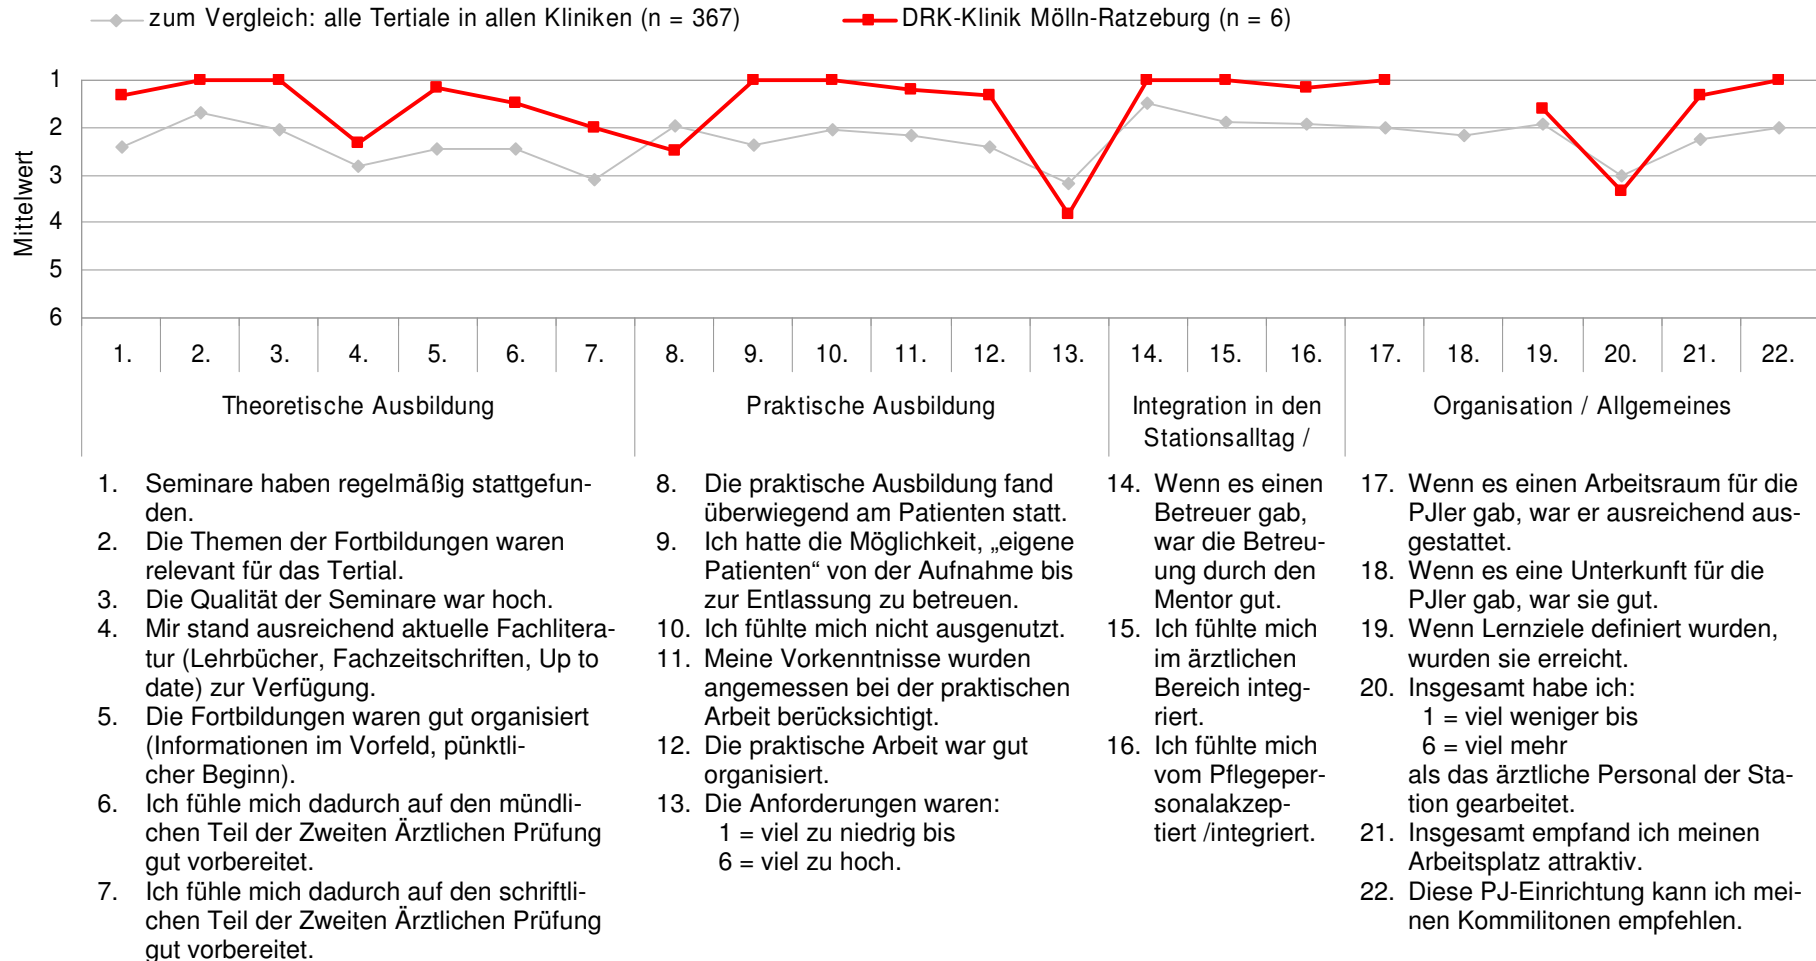 zum Vergleich: alle Tertiale in allen Kliniken (n = 367)
DRK-Klinik Mölln-Ratzeburg (n = 6)
Mittelwert
1
2
3
4
5
6
1. 2. 3. 4. 5. 6. 7. 8. 9. 10. 11. 12. 13. 14. 15. 16. 17. 18. 19. 20. 21. 22.
Theoretische Ausbildung
Praktische Ausbildung
Integration in den
Stationsalltag /
Organisation / Allgemeines
1. Seminare haben regelmäßig stattgefun-
den.
2. Die Themen der Fortbildungen waren
relevant für das Tertial.
3. Die Qualität der Seminare war hoch.
4. Mir stand ausreichend aktuelle Fachlitera-
tur (Lehrbücher, Fachzeitschriften, Up to
date) zur Verfügung.
5. Die Fortbildungen waren gut organisiert
(Informationen im Vorfeld, pünktli-
cher Beginn).
6. Ich fühle mich dadurch auf den mündli-
chen Teil der Zweiten Ärztlichen Prüfung
gut vorbereitet.
7. Ich fühle mich dadurch auf den schriftli-
chen Teil der Zweiten Ärztlichen Prüfung
gut vorbereitet.
8. Die praktische Ausbildung fand
überwiegend am Patienten statt.
9. Ich hatte die Möglichkeit, „eigene
Patienten“ von der Aufnahme bis
zur Entlassung zu betreuen.
10. Ich fühlte mich nicht ausgenutzt.
11. Meine Vorkenntnisse wurden
angemessen bei der praktischen
Arbeit berücksichtigt.
12. Die praktische Arbeit war gut
organisiert.
13. Die Anforderungen waren:
1 = viel zu niedrig bis
6 = viel zu hoch.
14. Wenn es einen
Betreuer gab,
war die Betreu-
ung durch den
Mentor gut.
15. Ich fühlte mich
im ärztlichen
Bereich integ-
riert.
16. Ich fühlte mich
vom Pflegeper-
sonalakzep-
tiert /integriert.
17. Wenn es einen Arbeitsraum für die
PJler gab, war er ausreichend aus-
gestattet.
18. Wenn es eine Unterkunft für die
PJler gab, war sie gut.
19. Wenn Lernziele definiert wurden,
wurden sie erreicht.
20. Insgesamt habe ich:
1 = viel weniger bis
6 = viel mehr
als das ärztliche Personal der Sta-
tion gearbeitet.
21. Insgesamt empfand ich meinen
Arbeitsplatz attraktiv.
22. Diese PJ-Einrichtung kann ich mei-
nen Kommilitonen empfehlen.